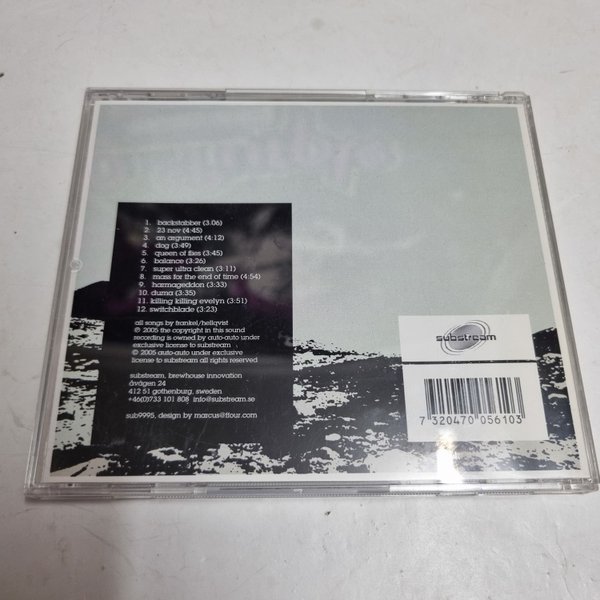 1. backstabber (3.06)
2. 23 nov (4:45)
3. an argument (4:12)
4. dog (3:49)
5. queen of flies (3:45)
6. balance (3:26)
7. super ultra clean (3:11)
8. mass for the end of time (4:54)
9. harmageddon (3:33)
10. duma (3:35)
11. killing killing evelyn (3:51)
12. switchblade (3:23)
all songs by frankel/hellqvist
℗ 2005 the copyright in this sound
recording is owned by auto-auto under
exclusive license to substream
© 2005 auto-auto under exclusive
license to substream all rights reserved
substream, brewhouse innovation
åvägen 24
412 51 gothenburg, sweden
+46(0)733 101 808 info@substream.se
sub9995, design by marcus@1four.com
substream
7 320470 056103